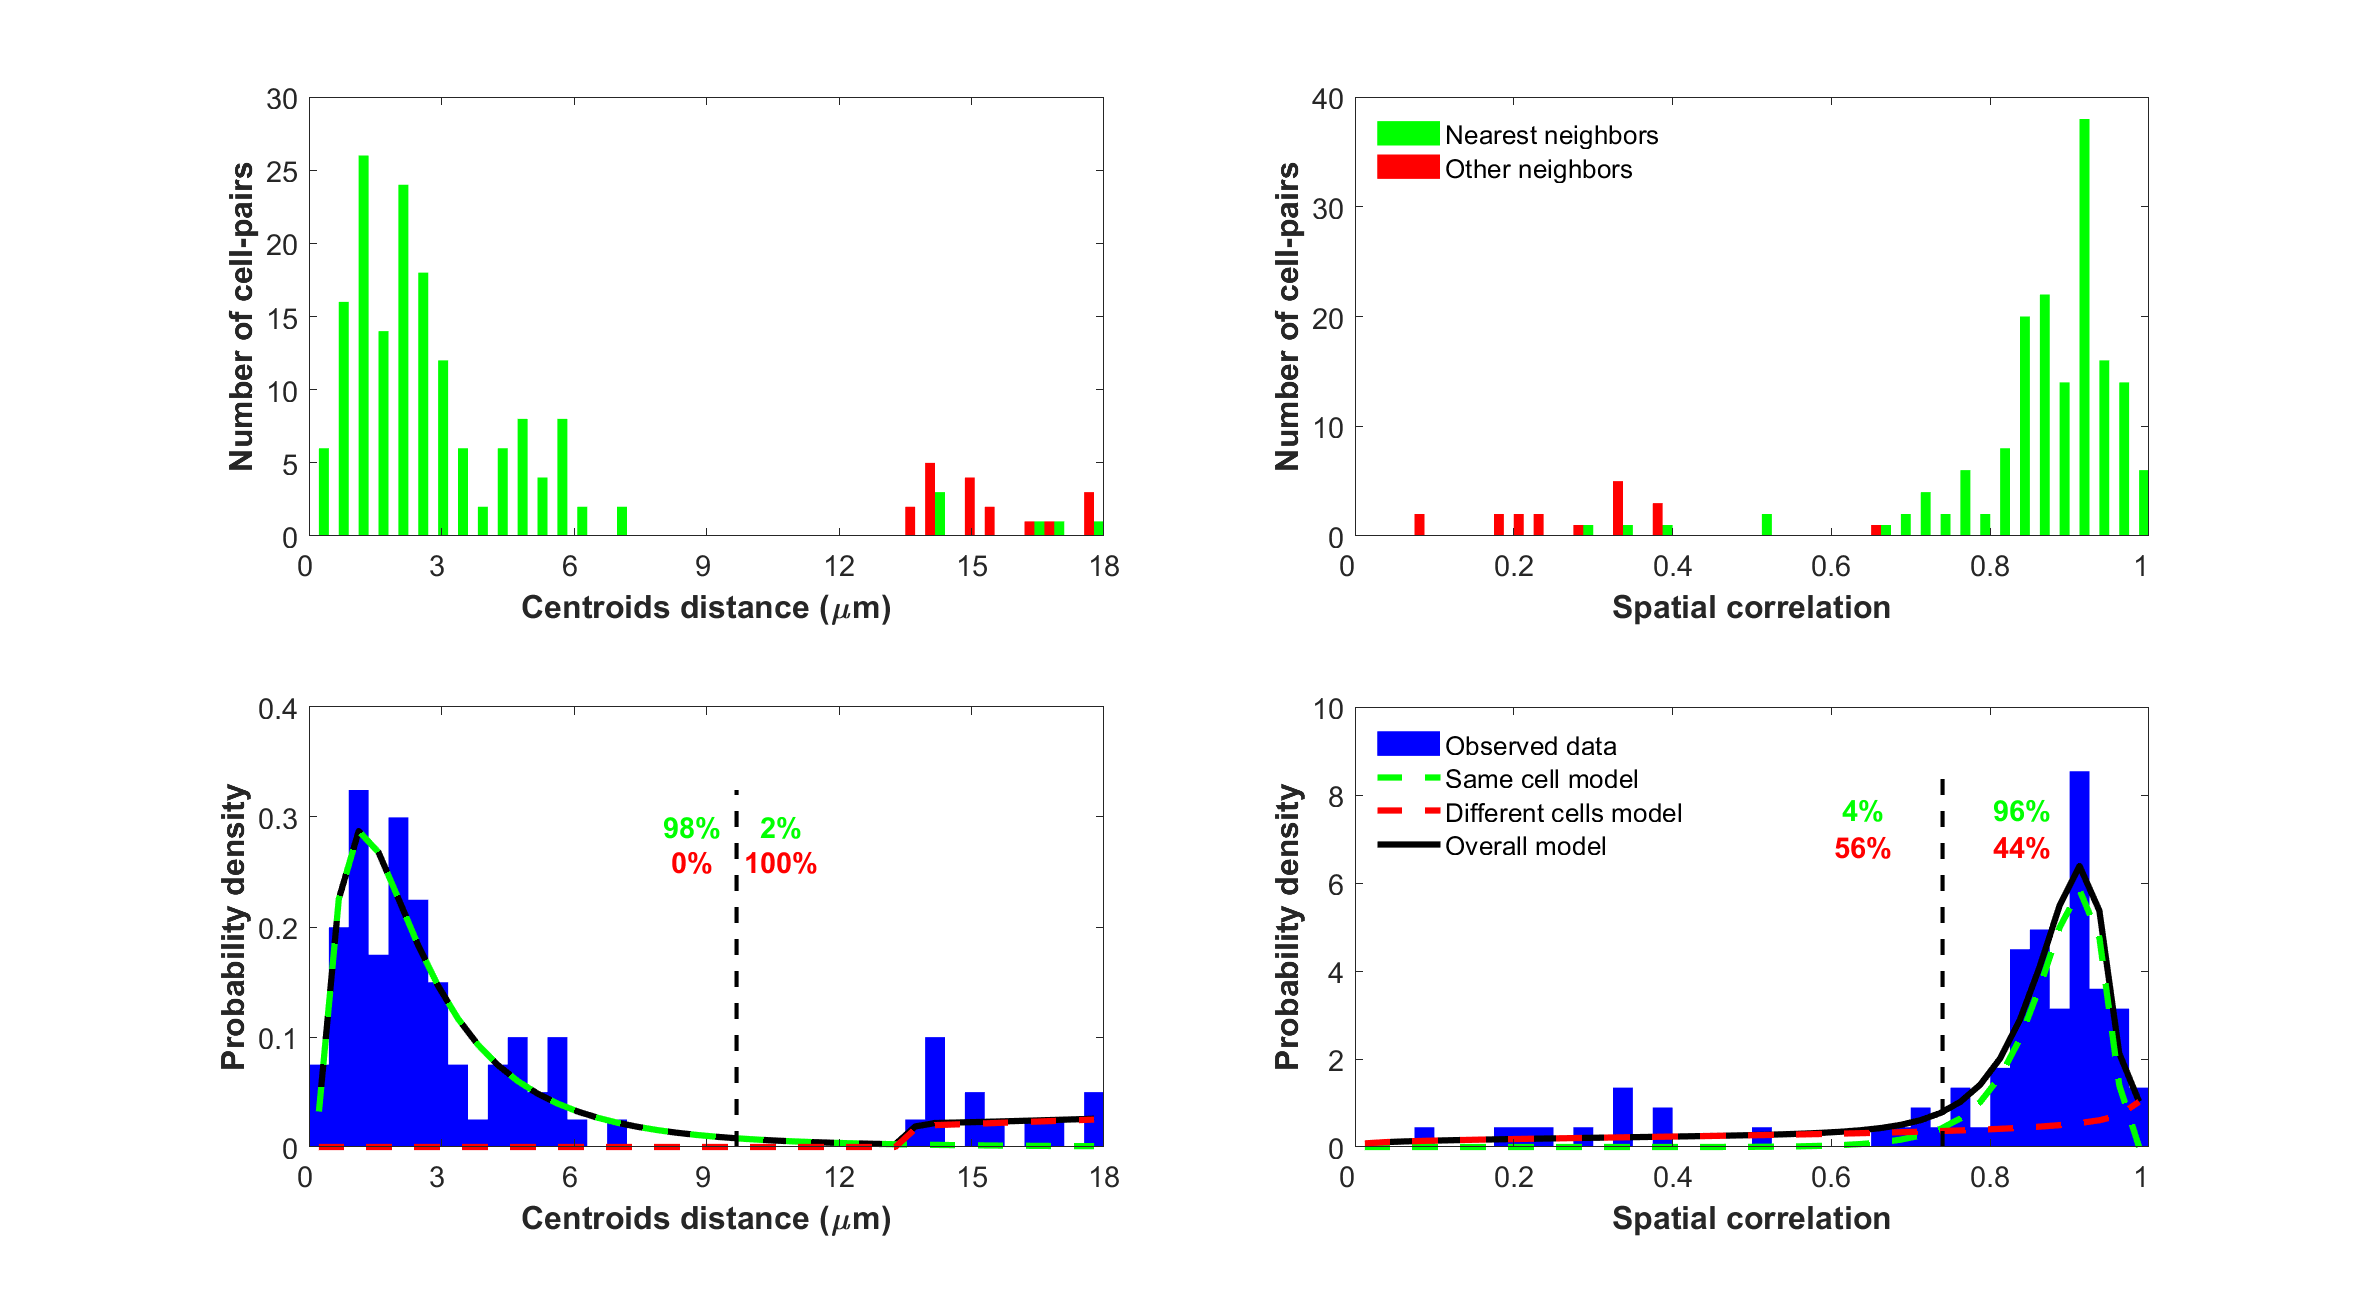 30
25
20
15
10
5
0
0 3 6 9 12 15 18
Number of cell-pairs
Centroids distance (μm)
40
30
20
10
0
0 0.2 0.4 0.6 0.8 1
Number of cell-pairs
Spatial correlation
Nearest neighbors
Other neighbors
0.4
0.3
0.2
0.1
0
0 3 6 9 12 15 18
Probability density
Centroids distance (μm)
98% 2%
0% 100%
10
8
6
4
2
0
0 0.2 0.4 0.6 0.8 1
Probability density
Spatial correlation
Observed data
Same cell model
Different cells model
Overall model
4% 96%
56% 44%